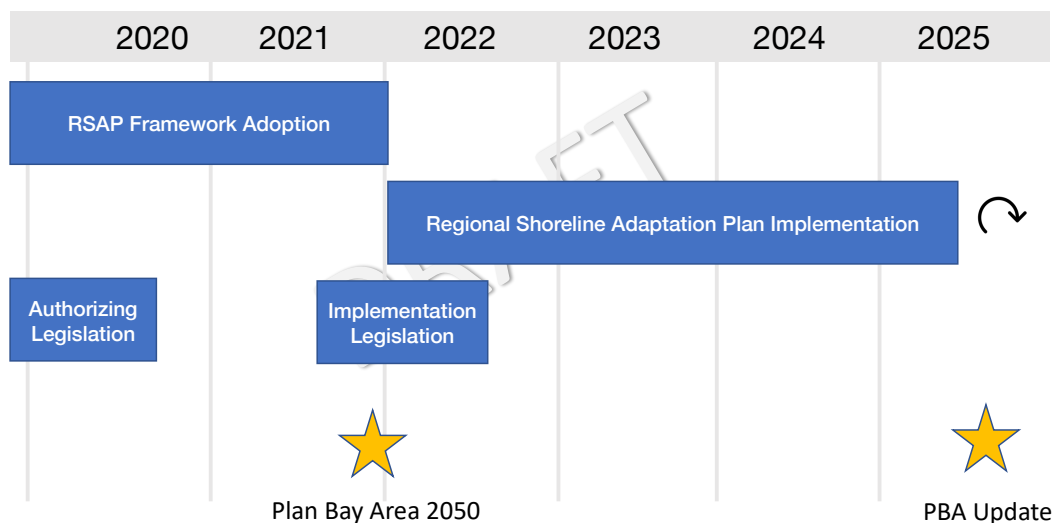 2020 2021 2022 2023 2024 2025
RSAP Framework Adoption
DRAFT
Regional Shoreline Adaptation Plan Implementation
Authorizing
Legislation
Implementation
Legislation
Plan Bay Area 2050
PBA Update